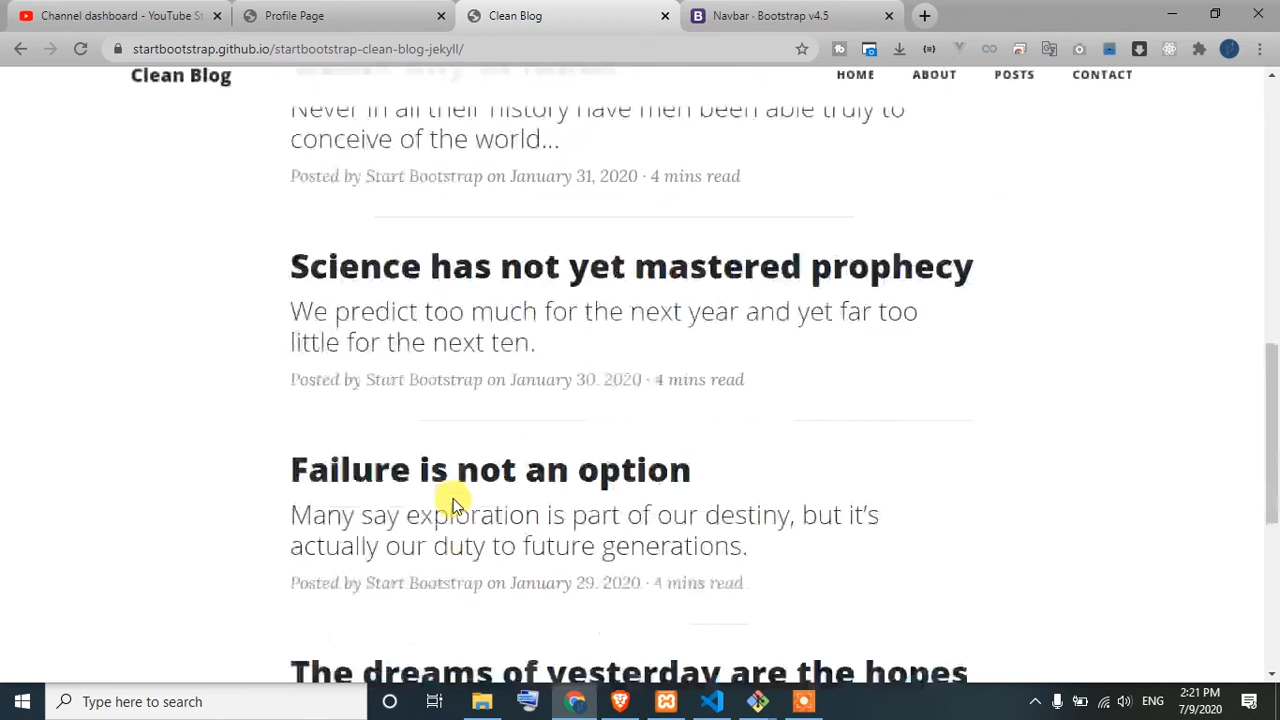 Channel dashboard - YouTube St
Profile Page
Clean Blog
Navbar · Bootstrap v4.5
startbootstrap.github.io/startbootstrap-clean-blog-jekyll/
Clean Blog
HOME
ABOUT
POSTS
CONTACT
Never in all their history have men been able truly to
conceive of the world...
Posted by Start Bootstrap on January 31, 2020 · 4 mins read
Science has not yet mastered prophecy
We predict too much for the next year and yet far too
little for the next ten.
Posted by Start Bootstrap on January 30, 2020 · 4 mins read
Failure is not an option
Many say exploration is part of our destiny, but it’s
actually our duty to future generations.
Posted by Start Bootstrap on January 29, 2020 · 4 mins read
The dreams of yesterday are the hopes
Type here to search
ENG
2:21 PM
7/9/2020